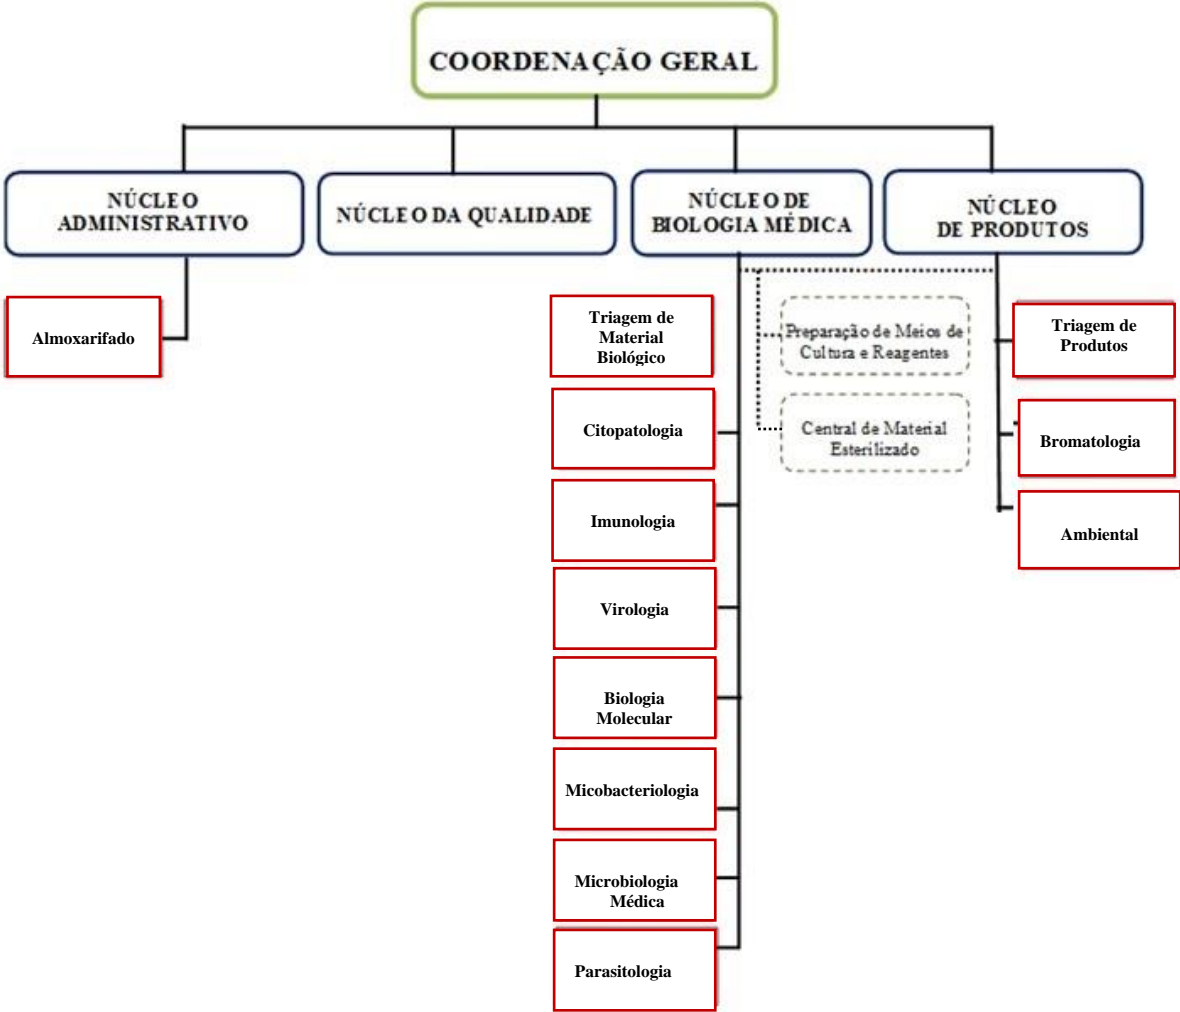 COORDENAÇÃO GERAL
NÚCLEO
ADMINISTRATIVO
NÚCLEO DA QUALIDADE
NÚCLEO DE
BIOLOGIA MÉDICA
NÚCLEO
DE PRODUTOS
Almoxarifado
Triagem de
Material
Biológico
Citopatologia
Imunologia
Virologia
Biologia
Molecular
Micobacteriologia
Microbiologia
Médica
Parasitologia
Preparação de Meios de
Cultura e Reagentes
Central de Material
Esterilizado
Triagem de
Produtos
Bromatologia
Ambiental